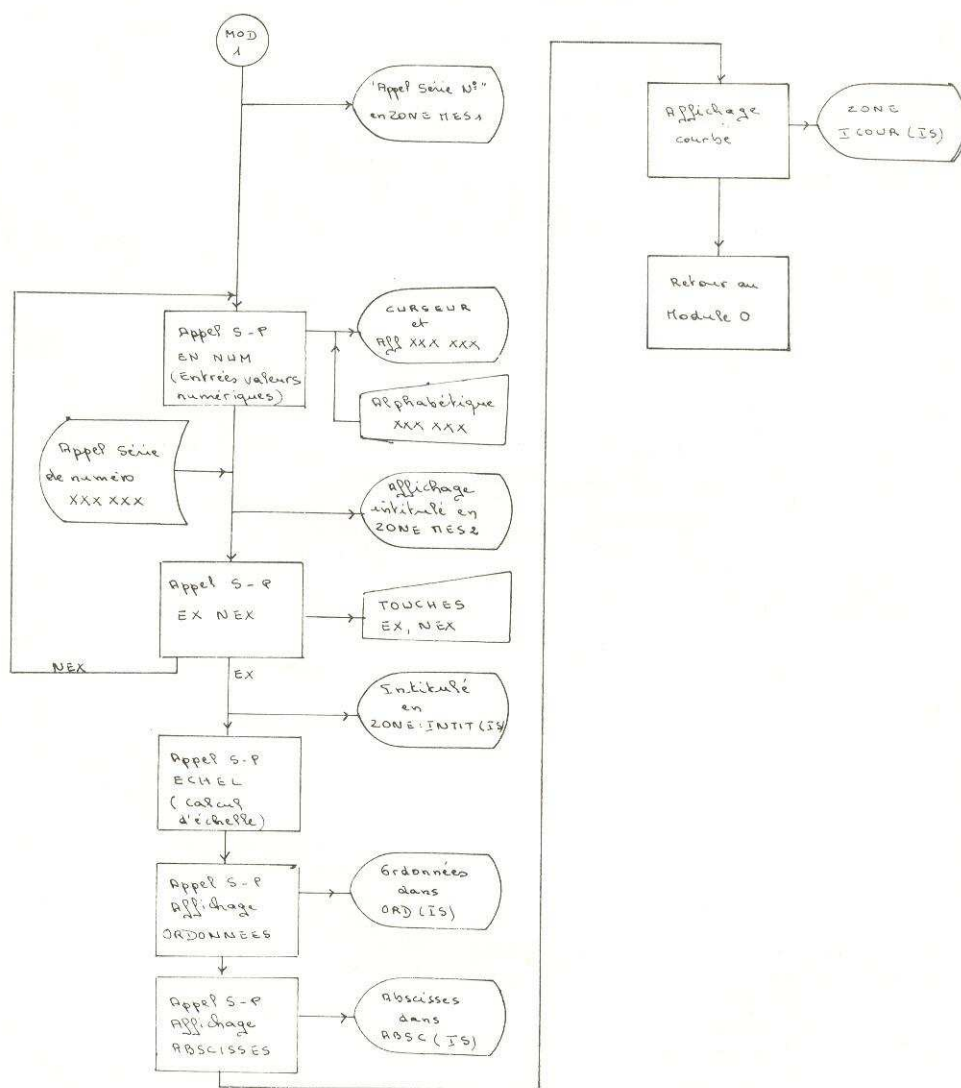 MOD
1
"Appel Série No"
en ZONE MES1
Appel S-P
EN NUM
(Entrées valeurs
numériques)
CURSEUR
et
Aff XXX XXX
Alphabétique
XXX XXX
Appel Série
de numéro
XXX XXX
Affichage
intitulé en
ZONE MES2
Appel S-P
EX NEX
TOUCHES
EX, NEX
NEX
EX
Intitulé
en
ZONE:INTIT(IS
Appel S-P
ECHEL
(calcul
d'échelle)
Appel S-P
Affichage
ORDONNEES
Ordonnées
dans
ORD(IS)
Appel S-P
Affichage
ABSCISSES
Abscisses
dans
ABSC(IS)
Affichage
courbe
ZONE
ICOUR(IS)
Retour au
Module 0